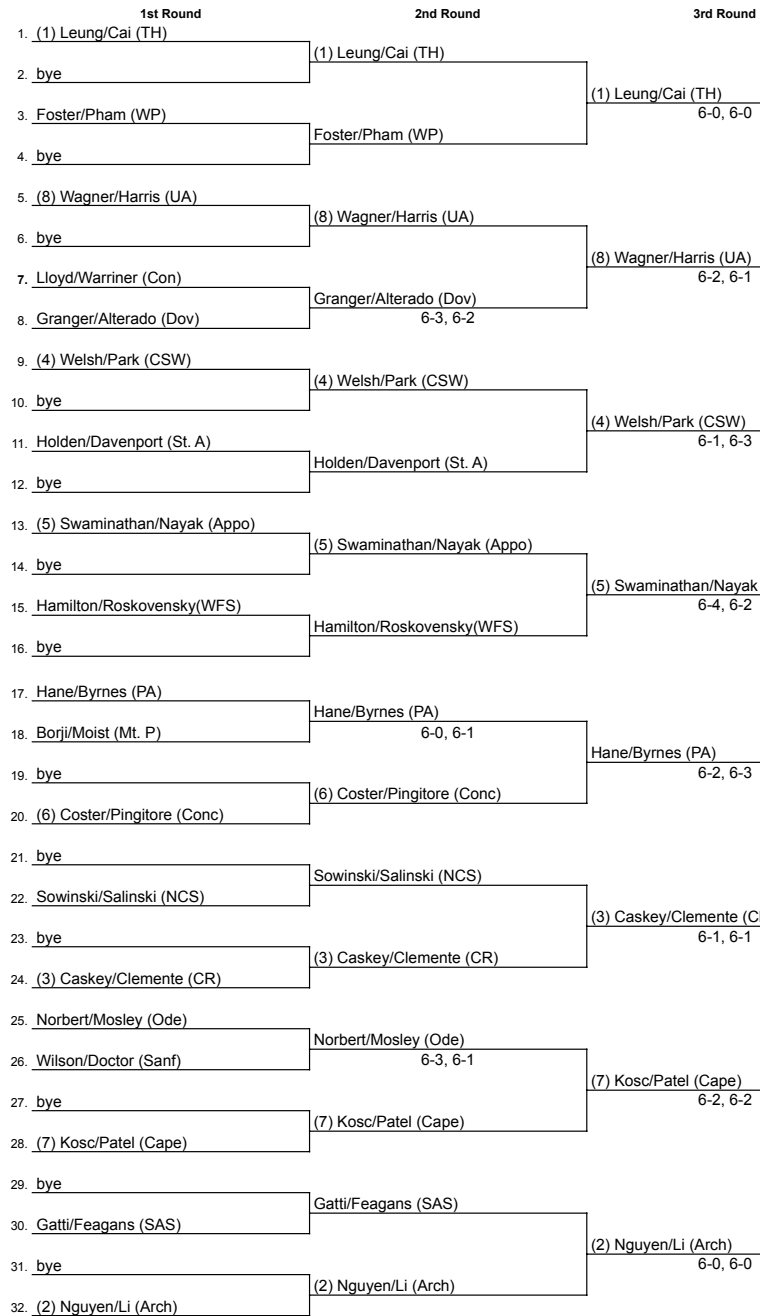 1st Round
2nd Round
3rd Round
1. (1) Leung/Cai (TH)
(1) Leung/Cai (TH)
2. bye
(1) Leung/Cai (TH)
6-0, 6-0
3. Foster/Pham (WP)
Foster/Pham (WP)
4. bye
5. (8) Wagner/Harris (UA)
(8) Wagner/Harris (UA)
6. bye
(8) Wagner/Harris (UA)
6-2, 6-1
7. Lloyd/Warriner (Con)
Granger/Alterado (Dov)
6-3, 6-2
8. Granger/Alterado (Dov)
9. (4) Welsh/Park (CSW)
(4) Welsh/Park (CSW)
10. bye
(4) Welsh/Park (CSW)
6-1, 6-3
11. Holden/Davenport (St. A)
Holden/Davenport (St. A)
12. bye
13. (5) Swaminathan/Nayak (Appo)
(5) Swaminathan/Nayak (Appo)
14. bye
(5) Swaminathan/Nayak
6-4, 6-2
15. Hamilton/Roskovensky(WFS)
Hamilton/Roskovensky(WFS)
16. bye
17. Hane/Byrnes (PA)
Hane/Byrnes (PA)
6-0, 6-1
18. Borji/Moist (Mt. P)
Hane/Byrnes (PA)
6-2, 6-3
19. bye
(6) Coster/Pingitore (Conc)
20. (6) Coster/Pingitore (Conc)
21. bye
Sowinski/Salinski (NCS)
22. Sowinski/Salinski (NCS)
(3) Caskey/Clemente
6-1, 6-1
23. bye
(3) Caskey/Clemente (CR)
24. (3) Caskey/Clemente (CR)
25. Norbert/Mosley (Ode)
Norbert/Mosley (Ode)
6-3, 6-1
26. Wilson/Doctor (Sanf)
(7) Kosc/Patel (Cape)
6-2, 6-2
27. bye
(7) Kosc/Patel (Cape)
28. (7) Kosc/Patel (Cape)
29. bye
Gatti/Feagans (SAS)
30. Gatti/Feagans (SAS)
(2) Nguyen/Li (Arch)
6-0, 6-0
31. bye
(2) Nguyen/Li (Arch)
32. (2) Nguyen/Li (Arch)